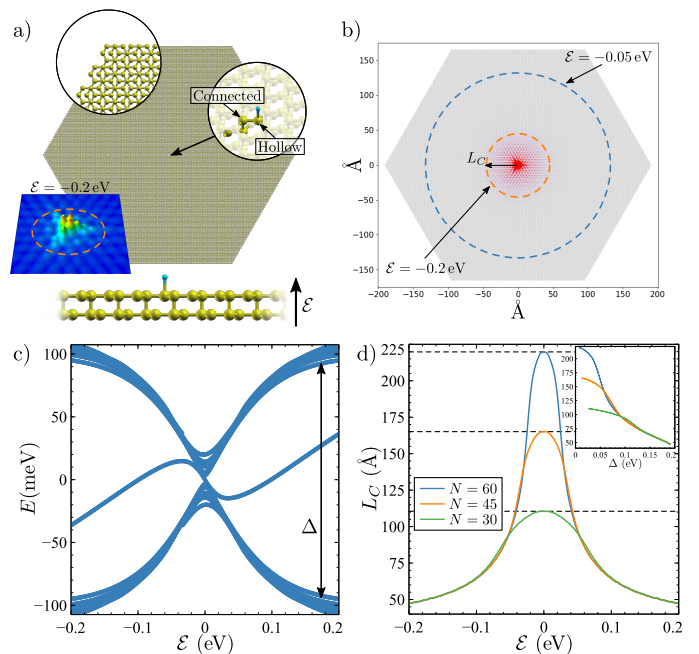 a)
Connected
Hollow
ℰ = −0.2 eV
ℰ
b)
ℰ = −0.05 eV
150
100
50
0
−50
−100
−150
Å
L_C
ℰ = −0.2 eV
−200 −150 −100 −50 0 50 100 150 200
Å
c)
100
50
0
−50
−100
E(meV)
Δ
−0.2 −0.1 0 0.1 0.2
ℰ (eV)
d)
225
200
175
150
125
100
75
50
L_C (Å)
N = 60
N = 45
N = 30
−0.2 −0.1 0 0.1 0.2
ℰ (eV)
225
200
175
150
125
100
75
50
0 0.05 0.1 0.15 0.2
Δ (eV)